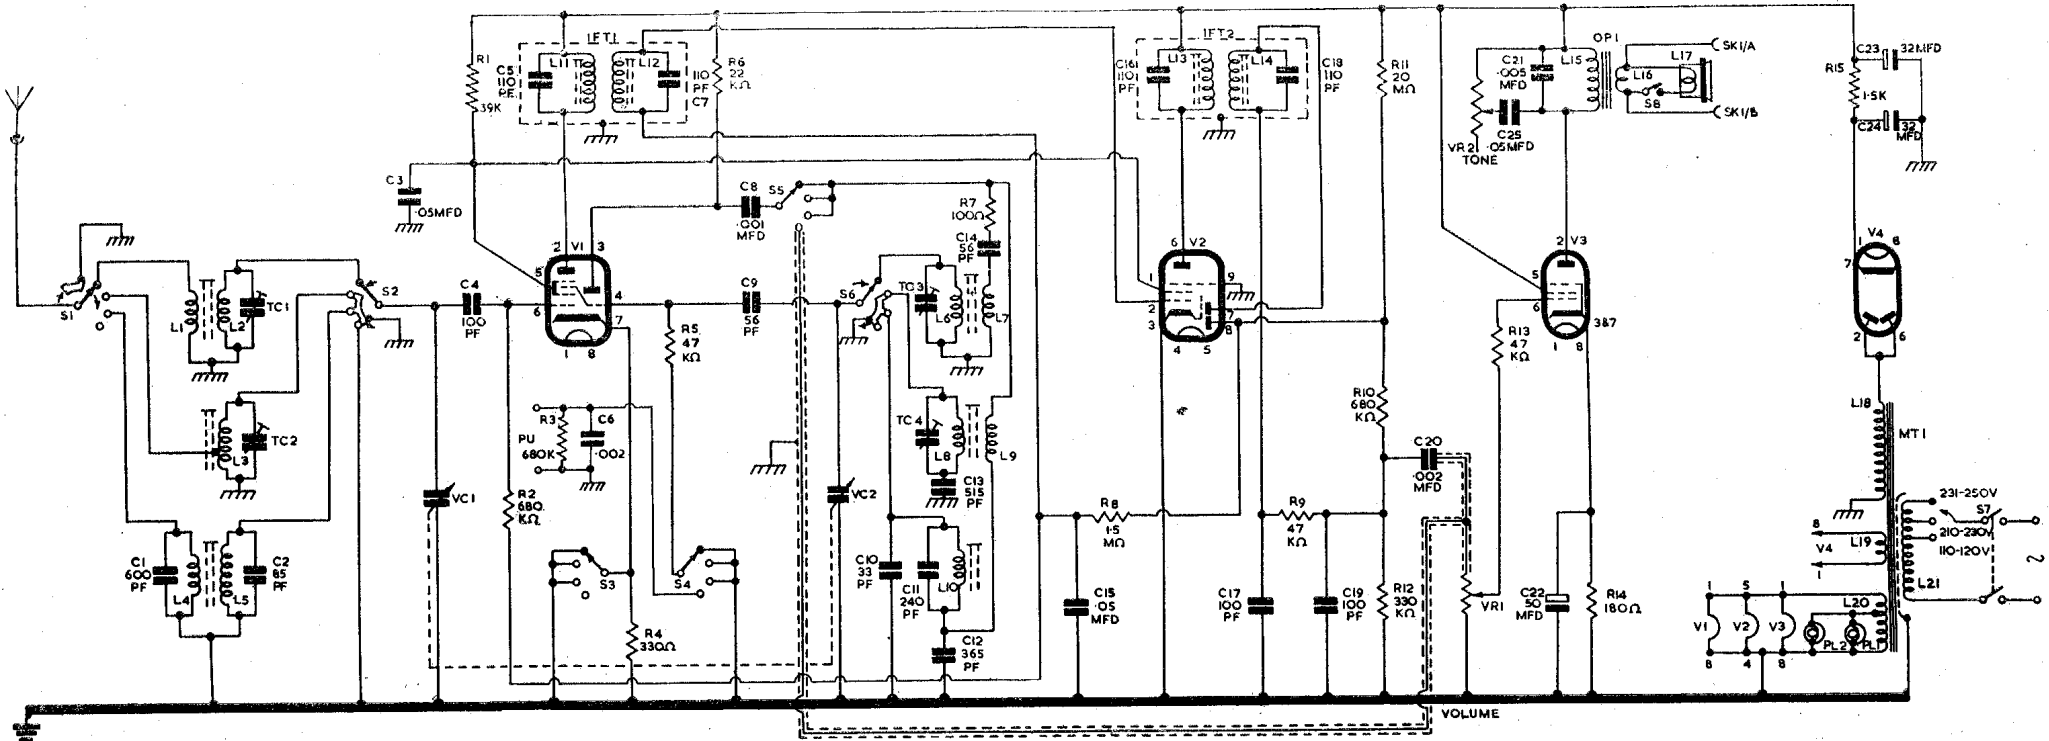 R1
39K
IFT1
C5
110
PF
L11
L12
110
PF
C7
R6
22
KΩ
IFT2
C16
110
PF
L13
L14
C18
110
PF
R11
20
MΩ
C21
.005
MFD
L15
OP1
L16
L17
S8
SK1/A
SK1/B
VR2
TONE
C25
.05MFD
C23
32MFD
R15
1·5K
C24
32
MFD
C3
.05MFD
C8
.001
MFD
S5
R7
100Ω
C14
56
PF
2
V1
3
5
6
4
7
1
8
6
V2
1
2
3
9
7
8
4
5
2
V3
5
6
3&7
1
8
V4
1
8
7
2
6
S1
L1
L2
TC1
S2
C4
100
PF
C9
56
PF
S6
TC3
L6
L7
R5
47
KΩ
R13
47
KΩ
L3
TC2
R3
PU
680K
C6
.002
TC4
L8
L9
C13
515
PF
R10
680
KΩ
C20
.002
MFD
L18
MT1
VC1
R2
680
KΩ
VC2
R8
1·5
MΩ
R9
47
KΩ
231-250V
S7
210-230V
110-120V
8
V4
1
L19
L21
C1
600
PF
L4
L5
C2
85
PF
S3
S4
C10
33
PF
C11
240
PF
L10
C15
.05
MFD
C17
100
PF
C19
100
PF
R12
330
KΩ
VR1
C22
50
MFD
R14
180Ω
1
5
1
L20
V1
V2
V3
PL2
PL1
8
4
8
R4
330Ω
C12
365
PF
VOLUME